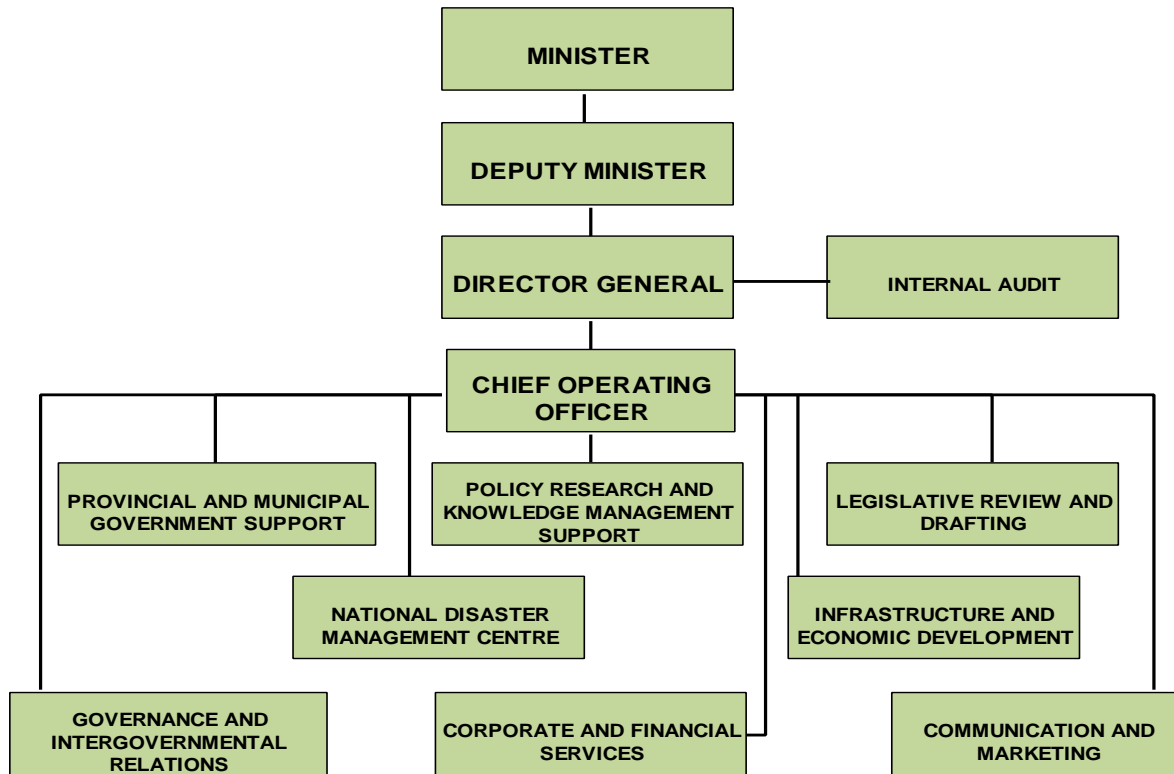 MINISTER
DEPUTY MINISTER
DIRECTOR GENERAL
INTERNAL AUDIT
CHIEF OPERATING
OFFICER
PROVINCIAL AND MUNICIPAL
GOVERNMENT SUPPORT
POLICY RESEARCH AND
KNOWLEDGE MANAGEMENT
SUPPORT
LEGISLATIVE REVIEW AND
DRAFTING
NATIONAL DISASTER
MANAGEMENT CENTRE
INFRASTRUCTURE AND
ECONOMIC DEVELOPMENT
GOVERNANCE AND
INTERGOVERNMENTAL
RELATIONS
CORPORATE AND FINANCIAL
SERVICES
COMMUNICATION AND
MARKETING